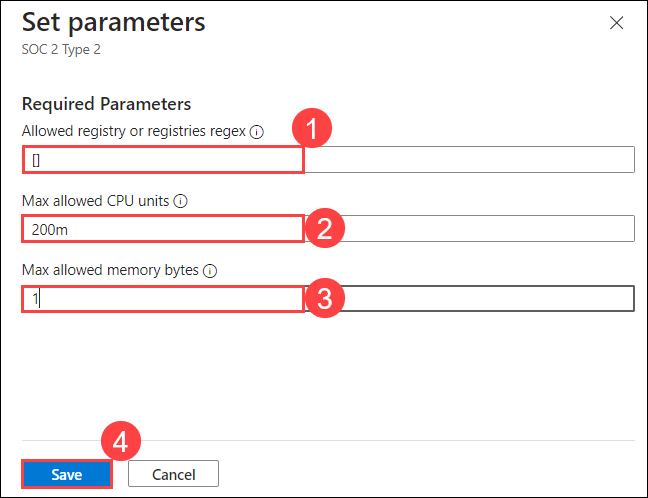 Set parameters
SOC 2 Type 2
Required Parameters
Allowed registry or registries regex
1
[]
Max allowed CPU units
200m
2
Max allowed memory bytes
1
3
4
Save
Cancel